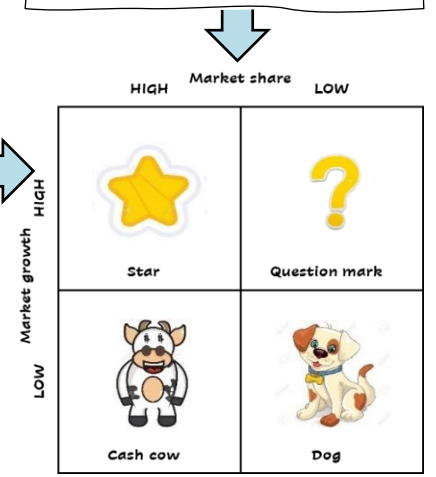 Market share
HIGH
LOW
Market growth
HIGH
LOW
Star
Question mark
Cash cow
Dog